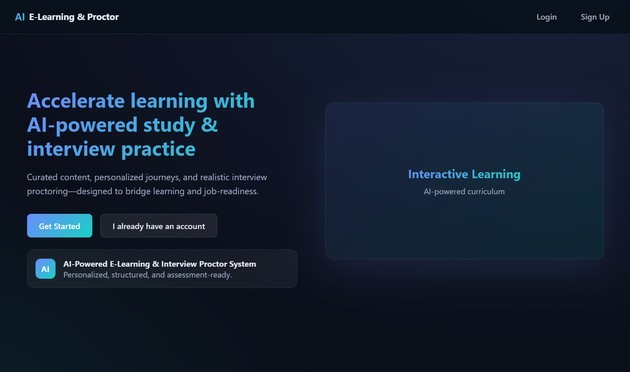 AI E-Learning & Proctor
Login
Sign Up
Accelerate learning with
AI-powered study &
interview practice
Curated content, personalized journeys, and realistic interview
proctoring—designed to bridge learning and job-readiness.
Get Started
I already have an account
AI
AI-Powered E-Learning & Interview Proctor System
Personalized, structured, and assessment-ready.
Interactive Learning
AI-powered curriculum